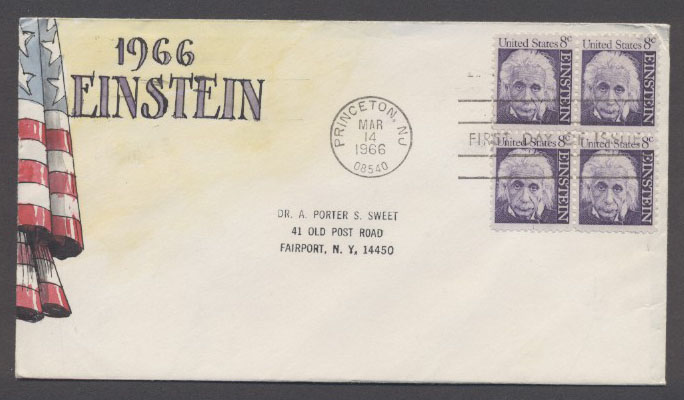 1966
EINSTEIN
PRINCETON, NJ
MAR
14
1966
08540
United States 8c
EINSTEIN
United States 8c
EINSTEIN
FIRST DAY OF ISSUE
United States 8c
EINSTEIN
United States 8c
EINSTEIN
DR. A. PORTER S. SWEET
41 OLD POST ROAD
FAIRPORT, N. Y. 14450